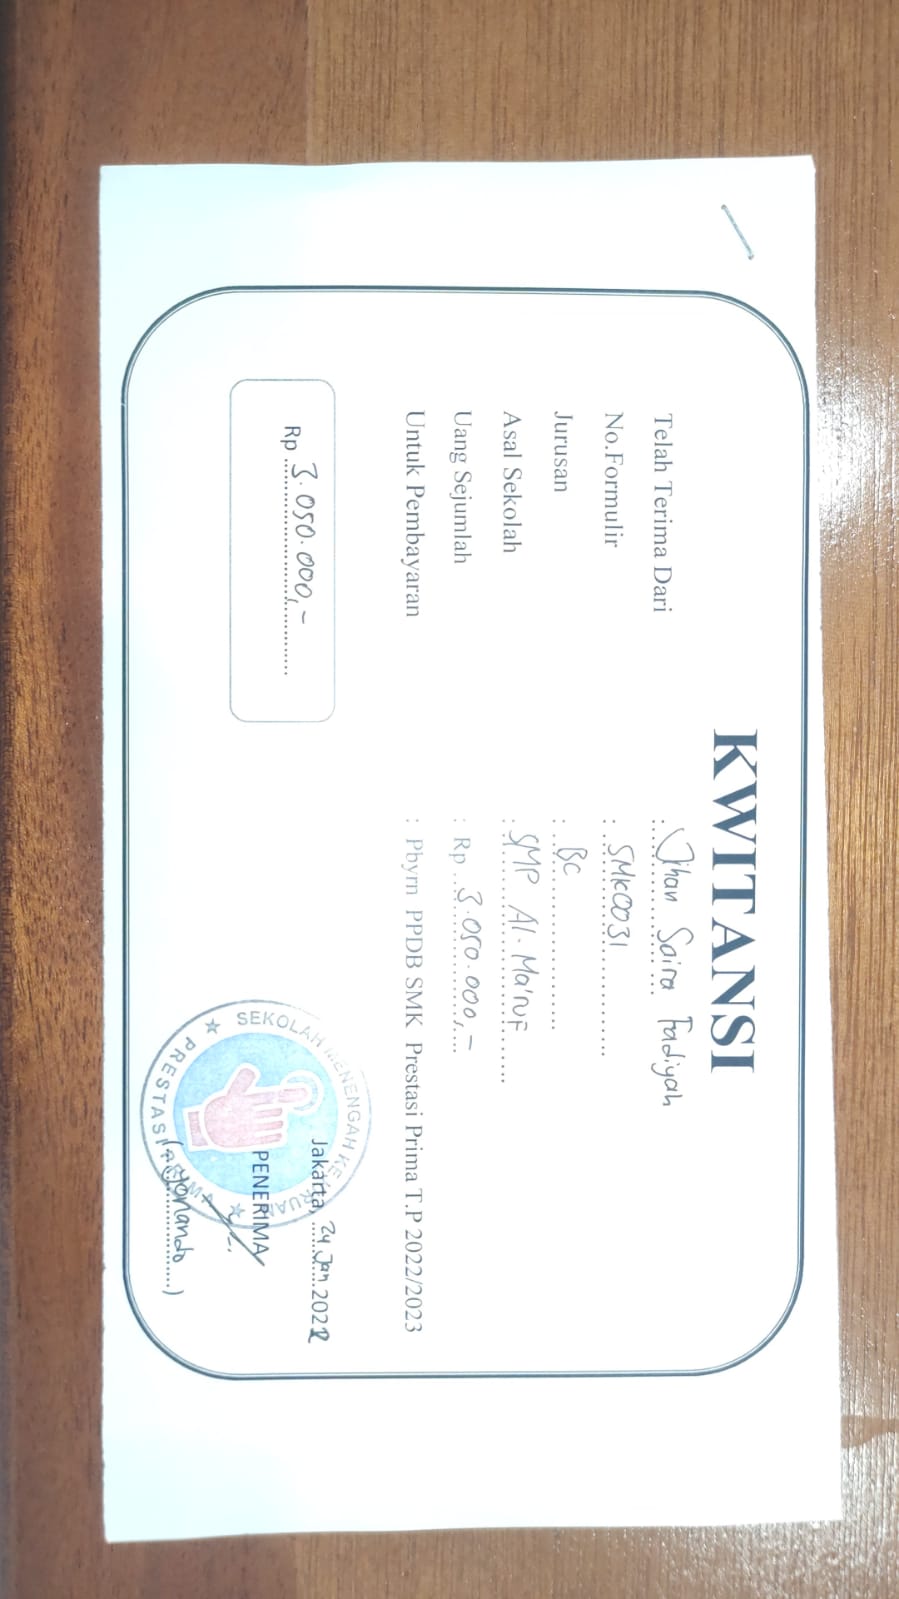 KWITANSI
Telah Terima Dari : Jihan Saira Fadiyah
No.Formulir : SMK0031
Jurusan : BC
Asal Sekolah : SMP Al-Ma'ruf
Uang Sejumlah : Rp 3.050.000,-
Untuk Pembayaran : Pbyrn PPDB SMK Prestasi Prima T.P 2022/2023
Rp 3.050.000,-
Jakarta, 24 Jan 2022
PENERIMA
(Yonando)
SEKOLAH MENENGAH KEJURUAN
PRESTASI PRIMA